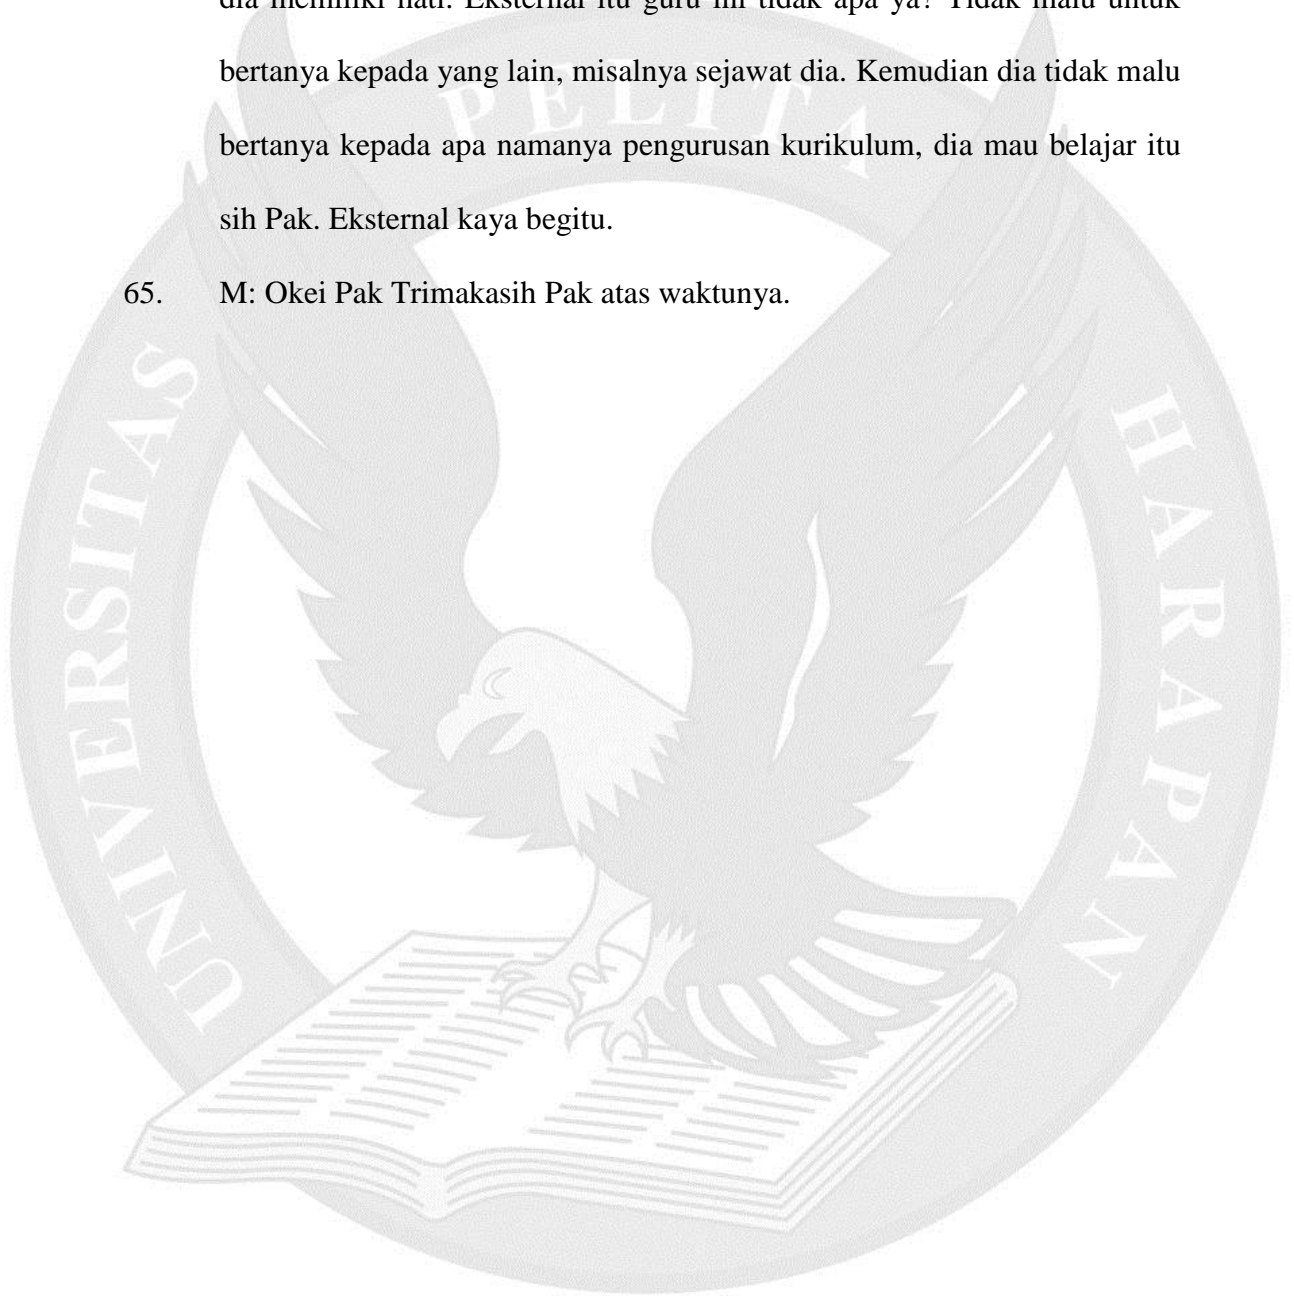 dia memiliki hati. Eksternal itu guru ini tidak apa ya? Tidak malu untuk
bertanya kepada yang lain, misalnya sejawat dia. Kemudian dia tidak malu
bertanya kepada apa namanya pengurusan kurikulum, dia mau belajar itu
sih Pak. Eksternal kaya begitu.
65. M: Okei Pak Trimakasih Pak atas waktunya.
UNIVERSITAS PELITA HARAPAN